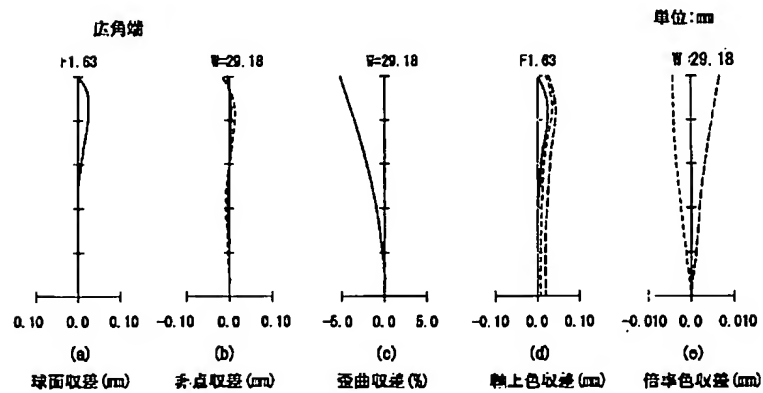 広角端
単位:mm
F1.63
W=29.18
W=29.18
F1.63
W:29.18
0.10 0.0 0.10
-0.10 0.0 0.10
-5.0 0.0 5.0
-0.10 0.0 0.10
-0.010 0.0 0.010
(a)
(b)
(c)
(d)
(e)
球面収差(mm)
非点収差(mm)
歪曲収差(%)
軸上色収差(mm)
倍率色収差(mm)